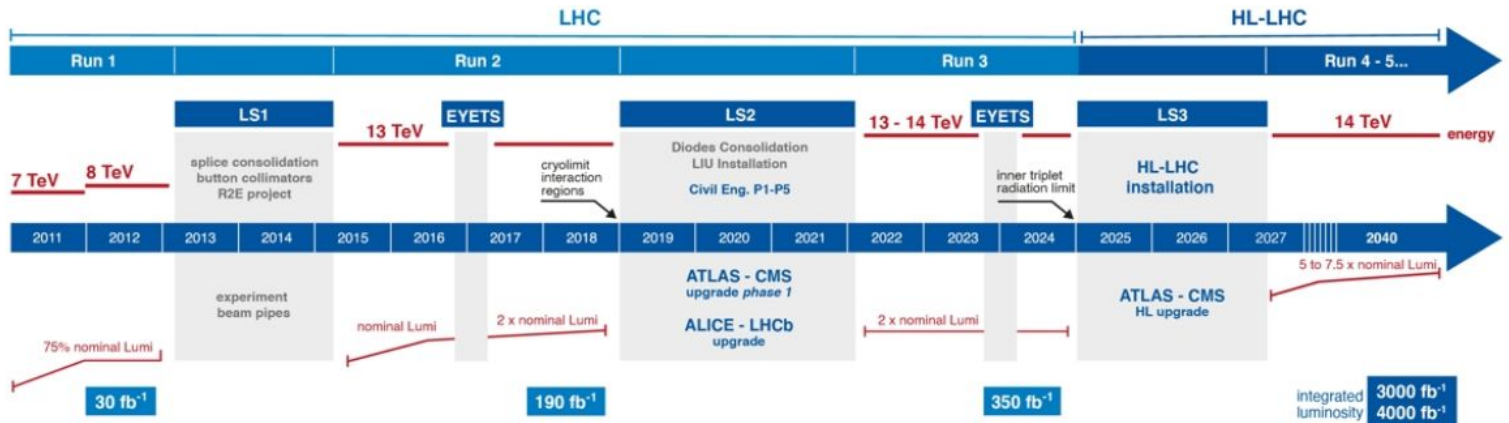 LHC
HL-LHC
Run 1
Run 2
Run 3
Run 4 - 5...
LS1
EYETS
LS2
EYETS
LS3
13 TeV
13 - 14 TeV
14 TeV
energy
7 TeV
8 TeV
splice consolidation
button collimators
R2E project
cryolimit
interaction
regions
Diodes Consolidation
LIU Installation
Civil Eng. P1-P5
inner triplet
radiation limit
HL-LHC
installation
2011
2012
2013
2014
2015
2016
2017
2018
2019
2020
2021
2022
2023
2024
2025
2026
2027
2040
experiment
beam pipes
ATLAS - CMS
upgrade phase 1
ALICE - LHCb
upgrade
ATLAS - CMS
HL upgrade
5 to 7.5 x nominal Lumi
75% nominal Lumi
nominal Lumi
2 x nominal Lumi
2 x nominal Lumi
30 fb⁻¹
190 fb⁻¹
350 fb⁻¹
integrated
luminosity
3000 fb⁻¹
4000 fb⁻¹